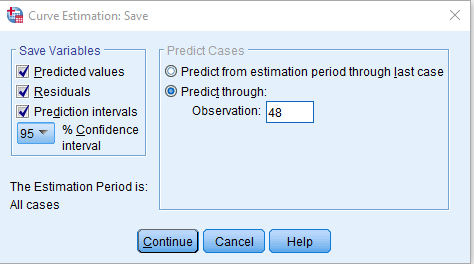 Curve Estimation: Save
Save Variables
Predicted values
Residuals
Prediction intervals
95 % Confidence
interval
The Estimation Period is:
All cases
Predict Cases
Predict from estimation period through last case
Predict through:
Observation: 48
Continue Cancel Help